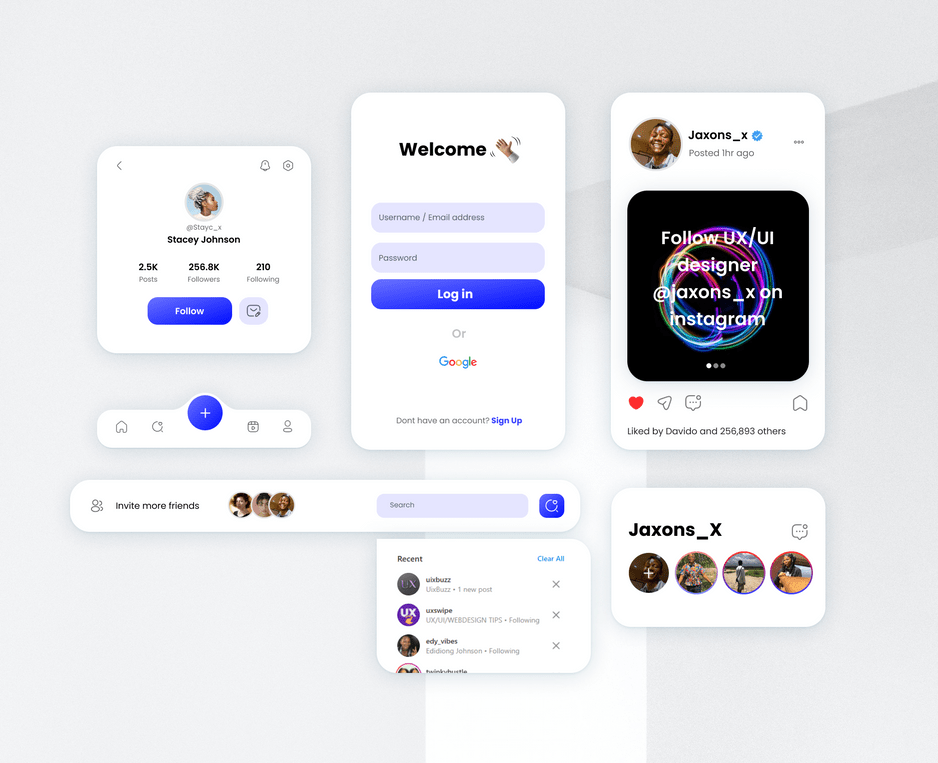 @Stayc_x
Stacey Johnson
2.5K 256.8K 210
Posts Followers Following
Follow
Welcome
Username / Email address
Password
Log in
Or
Google
Dont have an account? Sign Up
Jaxons_x
Posted 1hr ago
Follow UX/UI
designer
@jaxons_x on
instagram
Liked by Davido and 256,893 others
Invite more friends
Search
Recent Clear All
uixbuzz
UixBuzz • 1 new post
UX
uxswipe
UX/UI/WEBDESIGN TIPS • Following
edy_vibes
Edidiong Johnson • Following
twinkyhustle
Jaxons_X